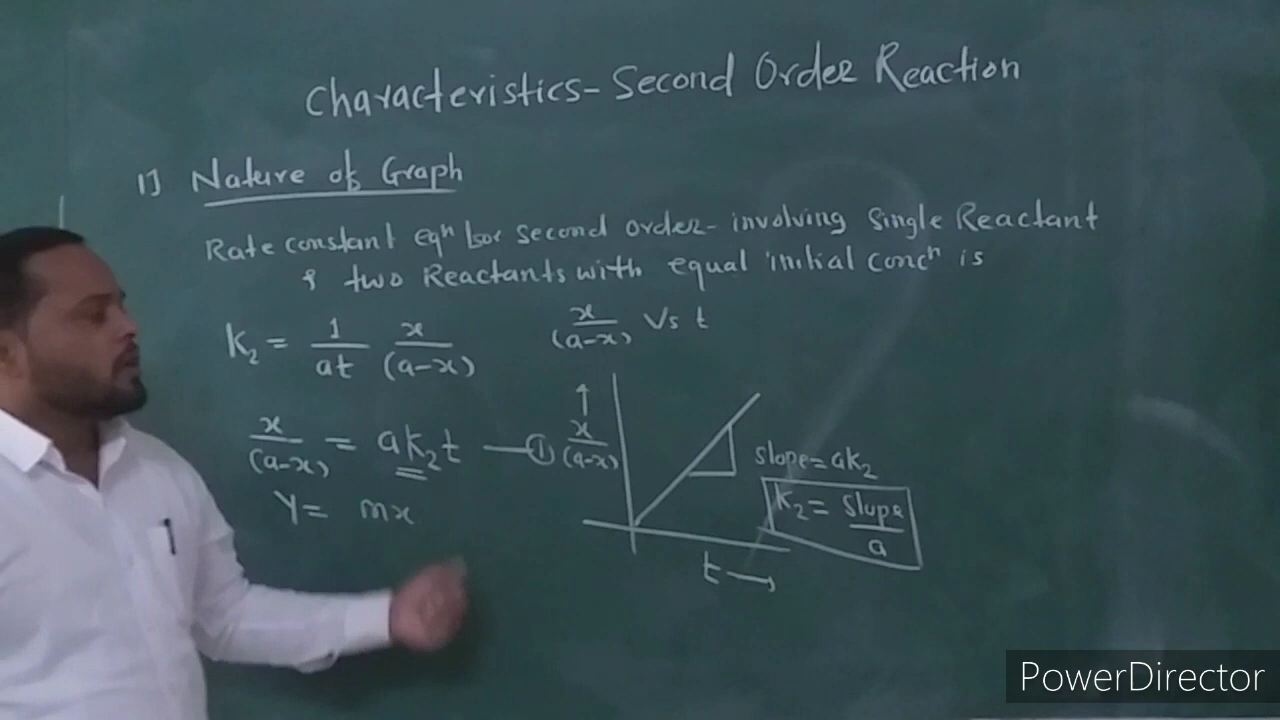 Characteristics-Second Order Reaction
1] Nature of Graph
Rate constant eqⁿ for second order- involving Single Reactant
& two Reactants with equal initial concⁿ is
K₂ = 1/at x/(a-x)
x/(a-x) Vs t
x/(a-x) = ak₂t —①
Y = mx
↑ x/(a-x)
slope=ak₂
K₂ = slope/a
t→
PowerDirector